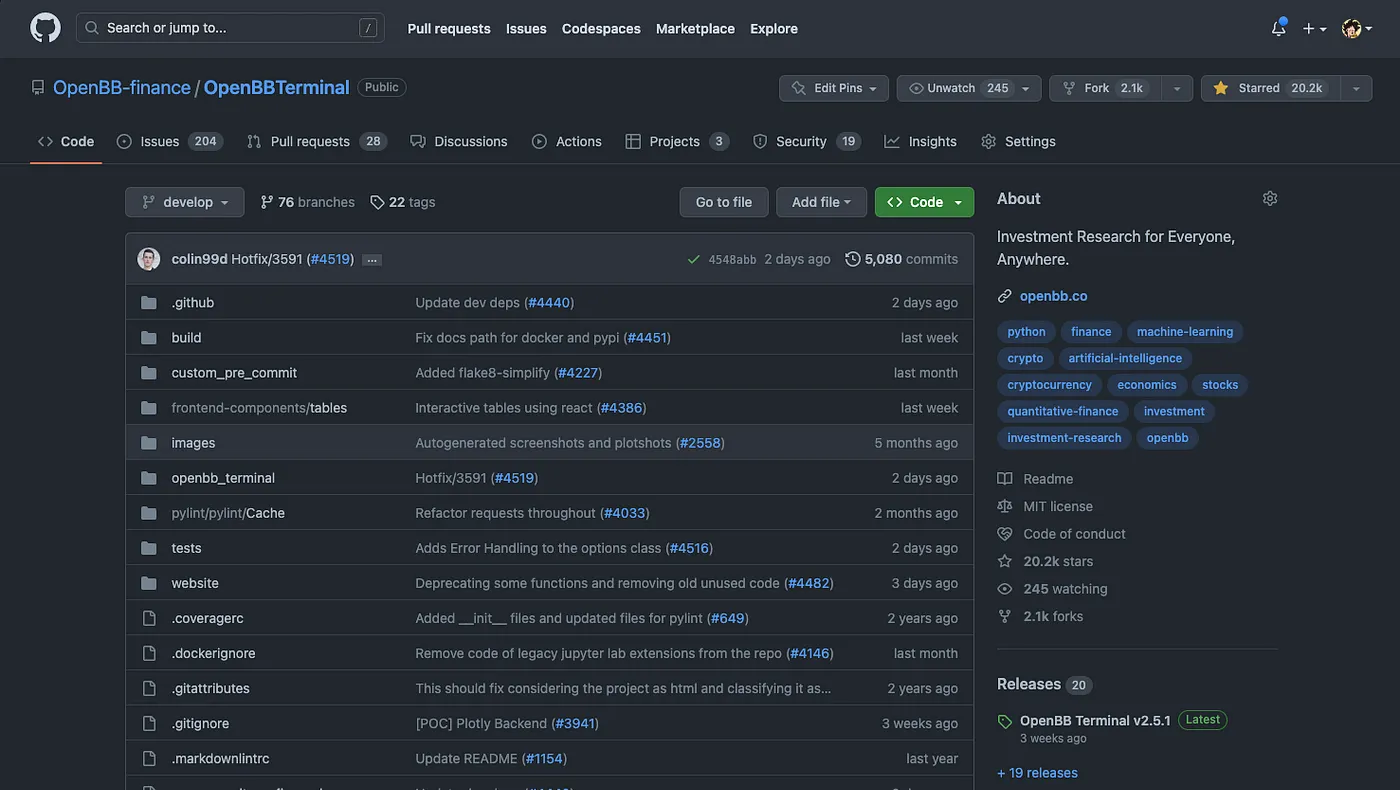 Search or jump to... /
Pull requests Issues Codespaces Marketplace Explore
OpenBB-finance / OpenBBTerminal Public
Edit Pins Unwatch 245 Fork 2.1k Starred 20.2k
Code Issues 204 Pull requests 28 Discussions Actions Projects 3 Security 19 Insights Settings
develop 76 branches 22 tags Go to file Add file Code
colin99d Hotfix/3591 (#4519) ... 4548abb 2 days ago 5,080 commits
.github Update dev deps (#4440) 2 days ago
build Fix docs path for docker and pypi (#4451) last week
custom_pre_commit Added flake8-simplify (#4227) last month
frontend-components/tables Interactive tables using react (#4386) last week
images Autogenerated screenshots and plotshots (#2558) 5 months ago
openbb_terminal Hotfix/3591 (#4519) 2 days ago
pylint/pylint/Cache Refactor requests throughout (#4033) 2 months ago
tests Adds Error Handling to the options class (#4516) 2 days ago
website Deprecating some functions and removing old unused code (#4482) 3 days ago
.coveragerc Added __init__ files and updated files for pylint (#649) 2 years ago
.dockerignore Remove code of legacy jupyter lab extensions from the repo (#4146) last month
.gitattributes This should fix considering the project as html and classifying it as... 2 years ago
.gitignore [POC] Plotly Backend (#3941) 3 weeks ago
.markdownlintrc Update README (#1154) last year
About
Investment Research for Everyone,
Anywhere.
openbb.co
python finance machine-learning
crypto artificial-intelligence
cryptocurrency economics stocks
quantitative-finance investment
investment-research openbb
Readme
MIT license
Code of conduct
20.2k stars
245 watching
2.1k forks
Releases 20
OpenBB Terminal v2.5.1 Latest
3 weeks ago
+ 19 releases